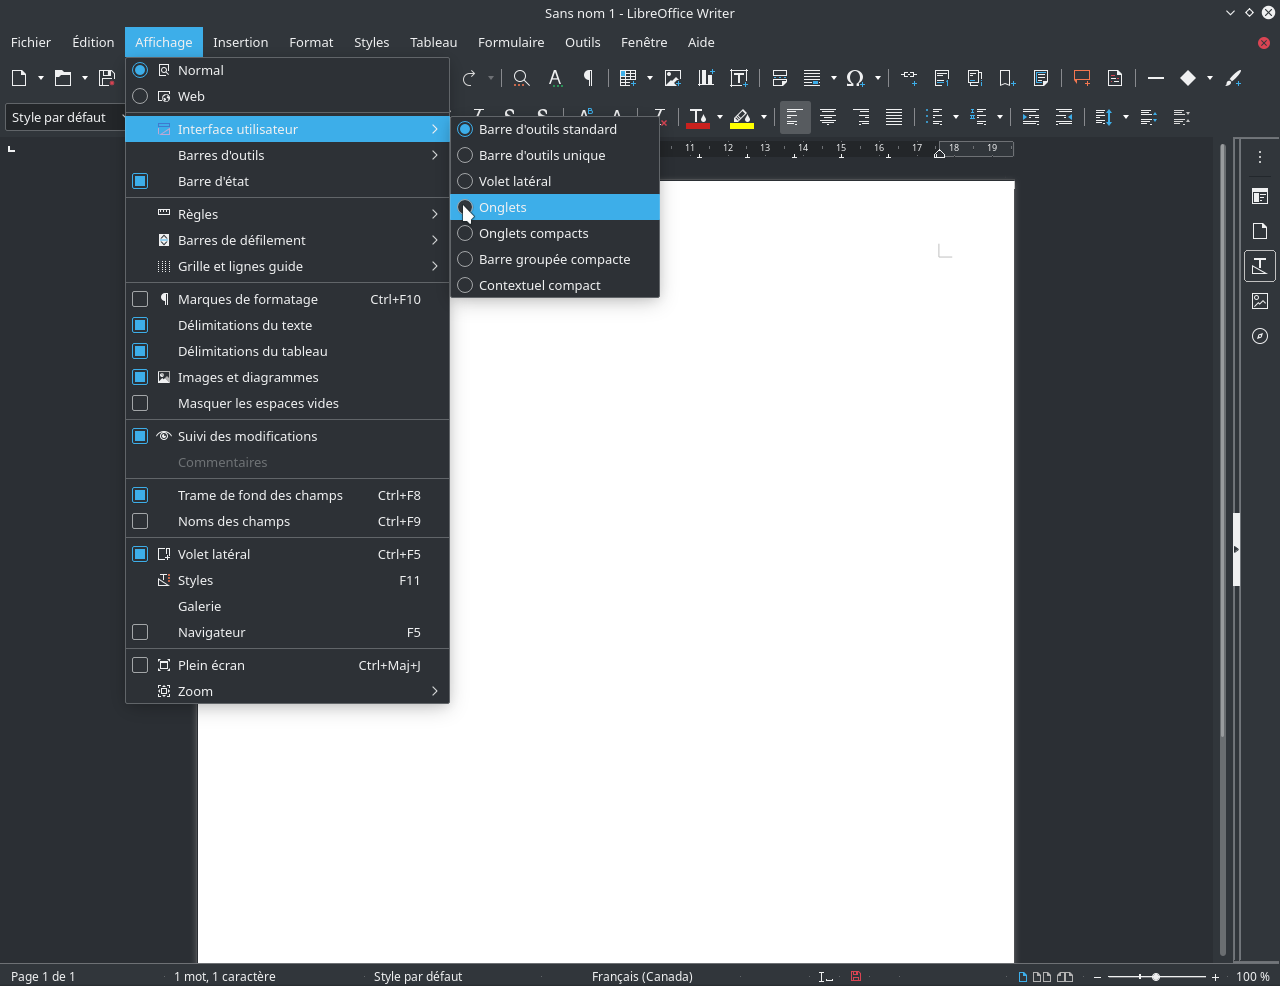 Sans nom 1 - LibreOffice Writer
Fichier Édition Affichage Insertion Format Styles Tableau Formulaire Outils Fenêtre Aide
Normal
Web
Style par défaut
Interface utilisateur
Barres d'outils
Barre d'état
Règles
Barres de défilement
Grille et lignes guide
Marques de formatage Ctrl+F10
Délimitations du texte
Délimitations du tableau
Images et diagrammes
Masquer les espaces vides
Suivi des modifications
Commentaires
Trame de fond des champs Ctrl+F8
Noms des champs Ctrl+F9
Volet latéral Ctrl+F5
Styles F11
Galerie
Navigateur F5
Plein écran Ctrl+Maj+J
Zoom
Barre d'outils standard
Barre d'outils unique
Volet latéral
Onglets
Onglets compacts
Barre groupée compacte
Contextuel compact
11 12 13 14 15 16 17 18 19
Page 1 de 1 1 mot, 1 caractère Style par défaut Français (Canada) 100 %